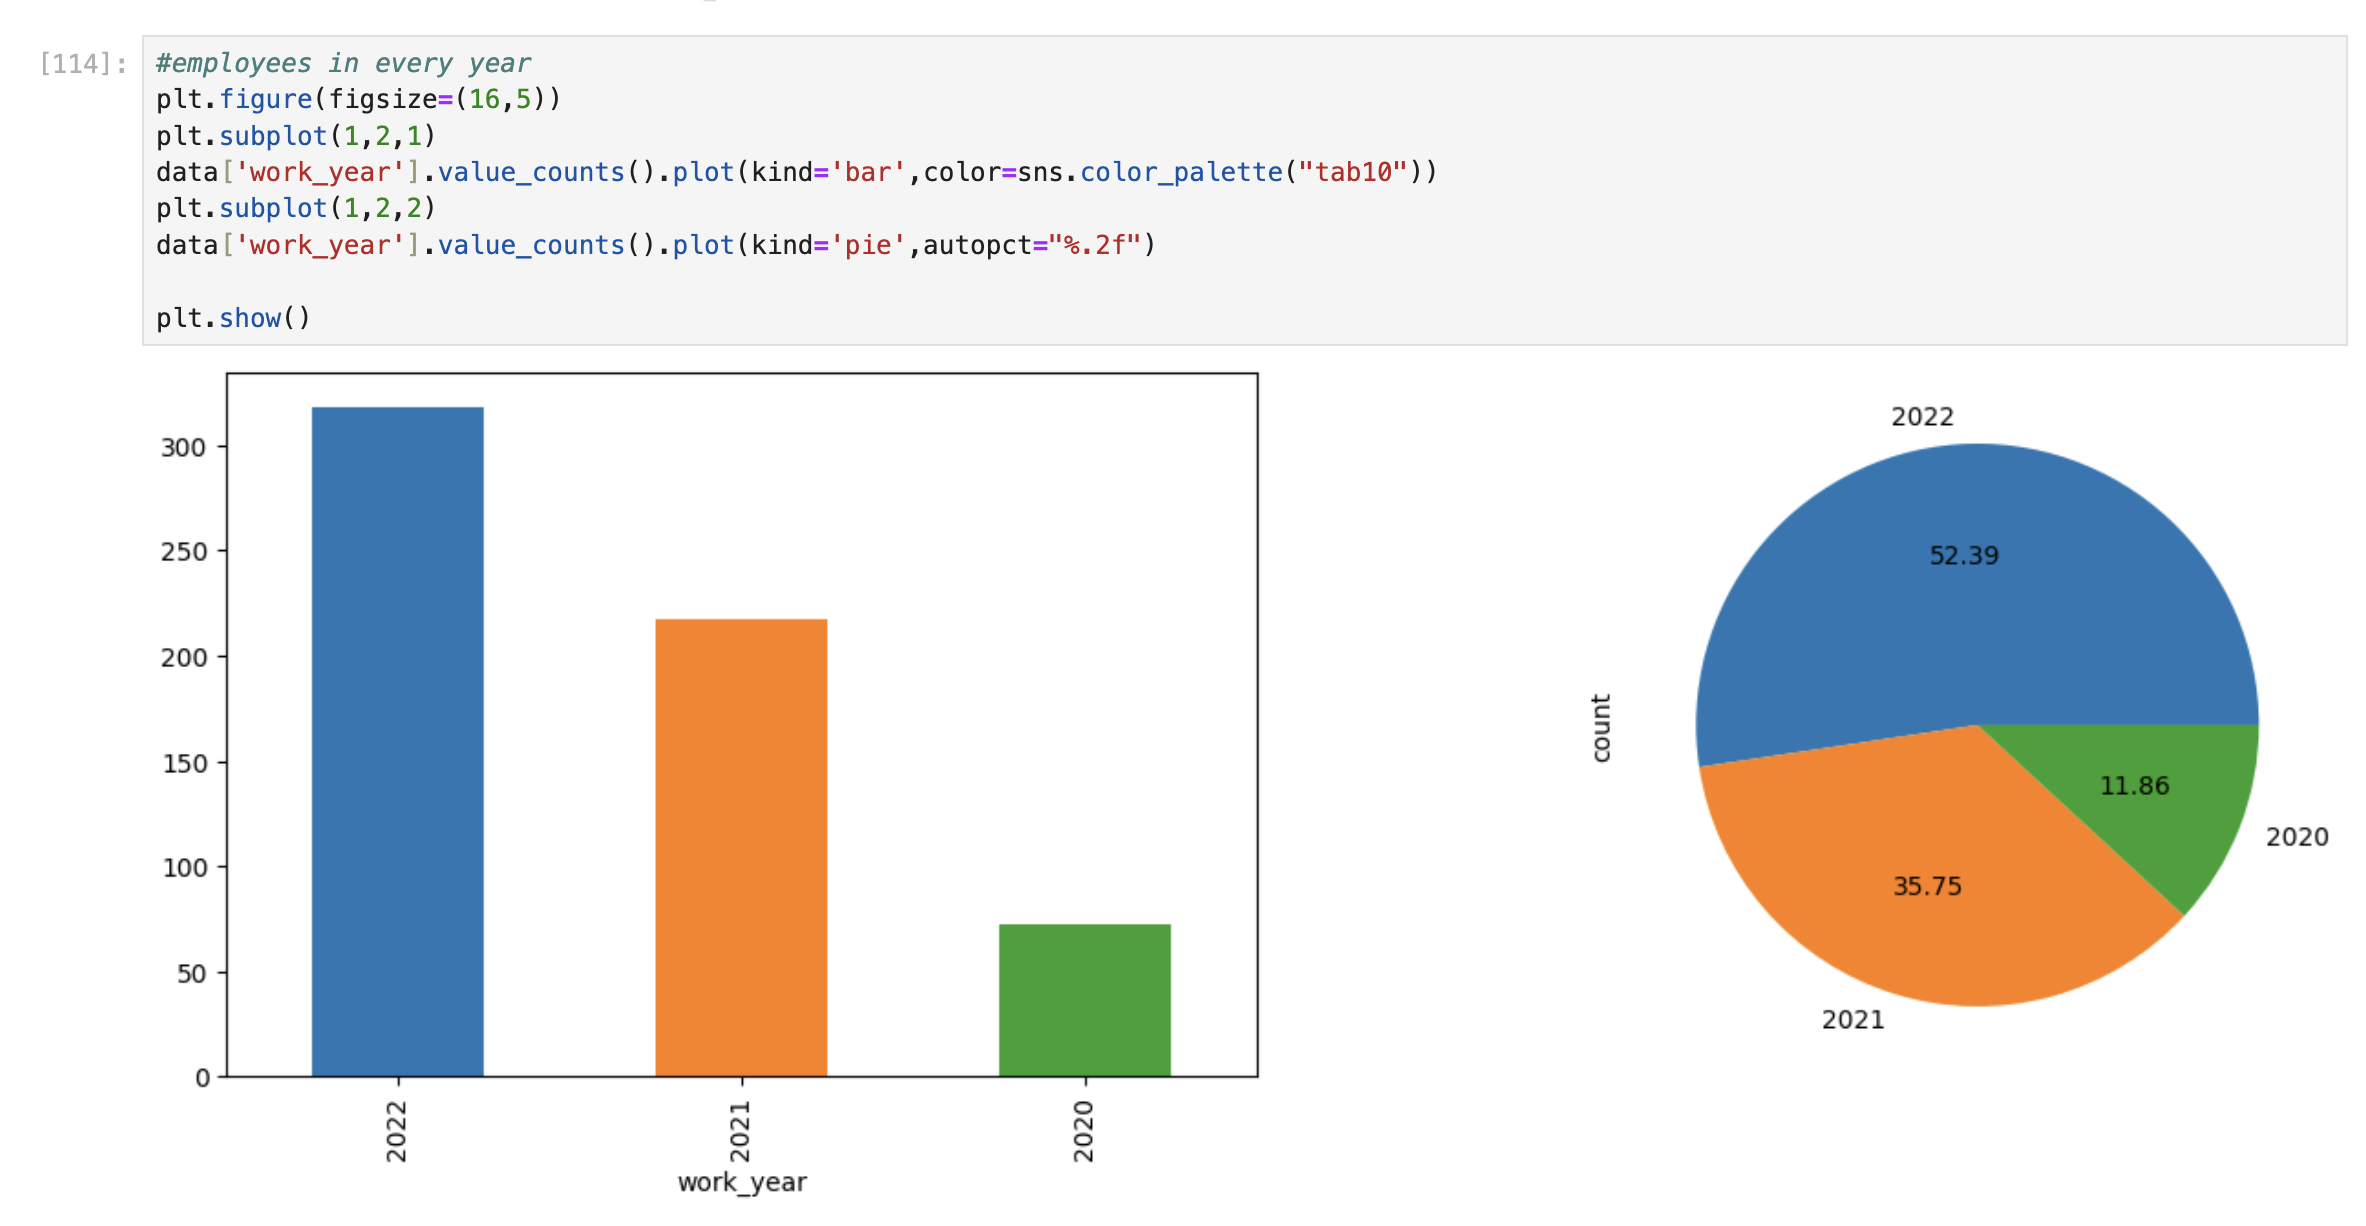 [114]:
#employees in every year
plt.figure(figsize=(16,5))
plt.subplot(1,2,1)
data['work_year'].value_counts().plot(kind='bar',color=sns.color_palette("tab10"))
plt.subplot(1,2,2)
data['work_year'].value_counts().plot(kind='pie',autopct="%.2f")
plt.show()
300
250
200
150
100
50
0
2022
2021
2020
work_year
count
2022
52.39
11.86
2020
35.75
2021